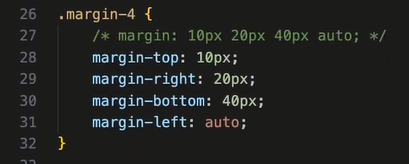 26 .margin-4 {
27 /* margin: 10px 20px 40px auto; */
28 margin-top: 10px;
29 margin-right: 20px;
30 margin-bottom: 40px;
31 margin-left: auto;
32 }